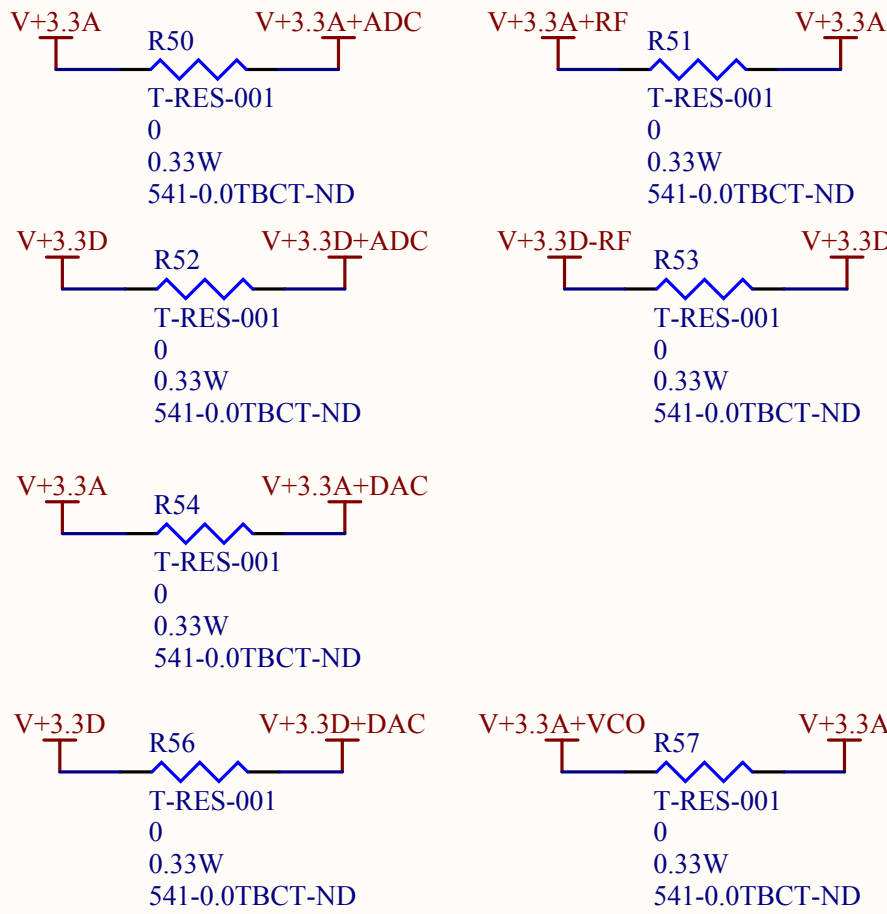 V+3.3A V+3.3A+ADC V+3.3A+RF V+3.3A
R50 R51
T-RES-001 T-RES-001
0 0
0.33W 0.33W
541-0.0TBCT-ND 541-0.0TBCT-ND
V+3.3D V+3.3D+ADC V+3.3D-RF V+3.3D
R52 R53
T-RES-001 T-RES-001
0 0
0.33W 0.33W
541-0.0TBCT-ND 541-0.0TBCT-ND
V+3.3A V+3.3A+DAC
R54
T-RES-001
0
0.33W
541-0.0TBCT-ND
V+3.3D V+3.3D+DAC V+3.3A+VCO V+3.3A
R56 R57
T-RES-001 T-RES-001
0 0
0.33W 0.33W
541-0.0TBCT-ND 541-0.0TBCT-ND